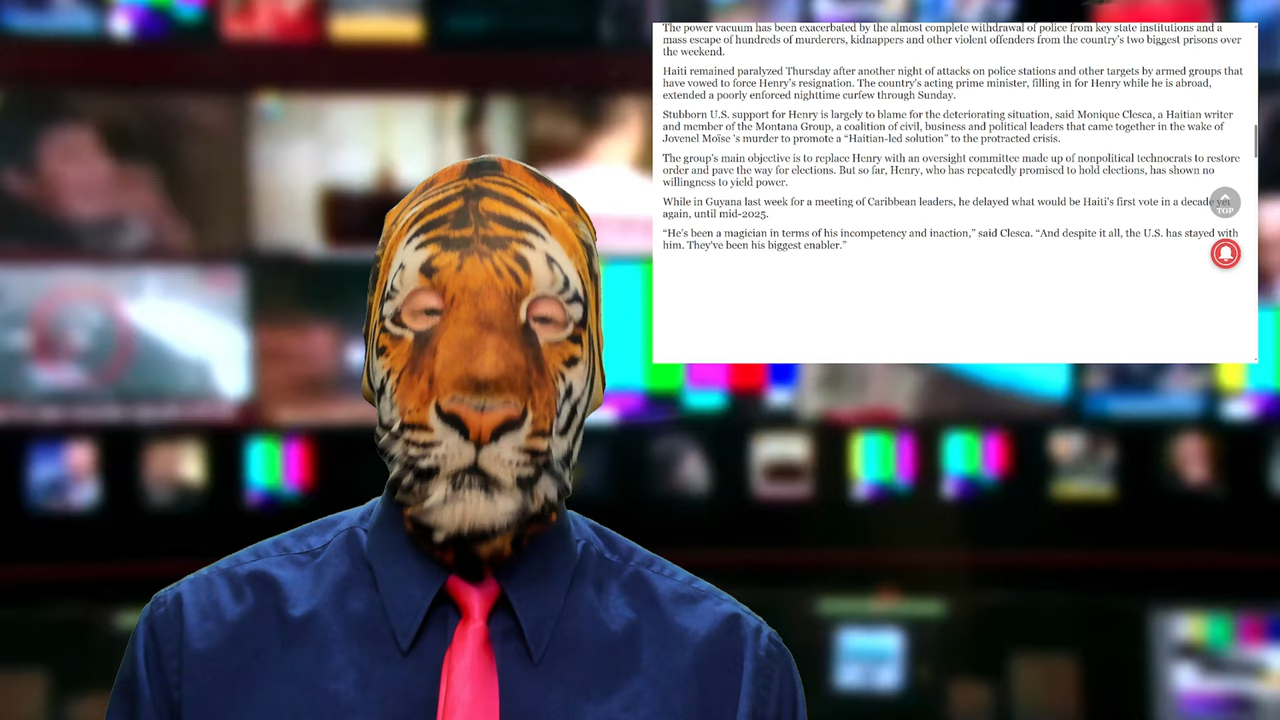 The power vacuum has been exacerbated by the almost complete withdrawal of police from key state institutions and a
mass escape of hundreds of murderers, kidnappers and other violent offenders from the country's two biggest prisons over
the weekend.
Haiti remained paralyzed Thursday after another night of attacks on police stations and other targets by armed groups that
have vowed to force Henry's resignation. The country's acting prime minister, filling in for Henry while he is abroad,
extended a poorly enforced nighttime curfew through Sunday.
Stubborn U.S. support for Henry is largely to blame for the deteriorating situation, said Monique Clesca, a Haitian writer
and member of the Montana Group, a coalition of civil, business and political leaders that came together in the wake of
Jovenel Moïse 's murder to promote a “Haitian-led solution” to the protracted crisis.
The group's main objective is to replace Henry with an oversight committee made up of nonpolitical technocrats to restore
order and pave the way for elections. But so far, Henry, who has repeatedly promised to hold elections, has shown no
willingness to yield power.
While in Guyana last week for a meeting of Caribbean leaders, he delayed what would be Haiti's first vote in a decade yet
again, until mid-2025.
TOP
“He's been a magician in terms of his incompetency and inaction,” said Clesca. “And despite it all, the U.S. has stayed with
him. They've been his biggest enabler.”